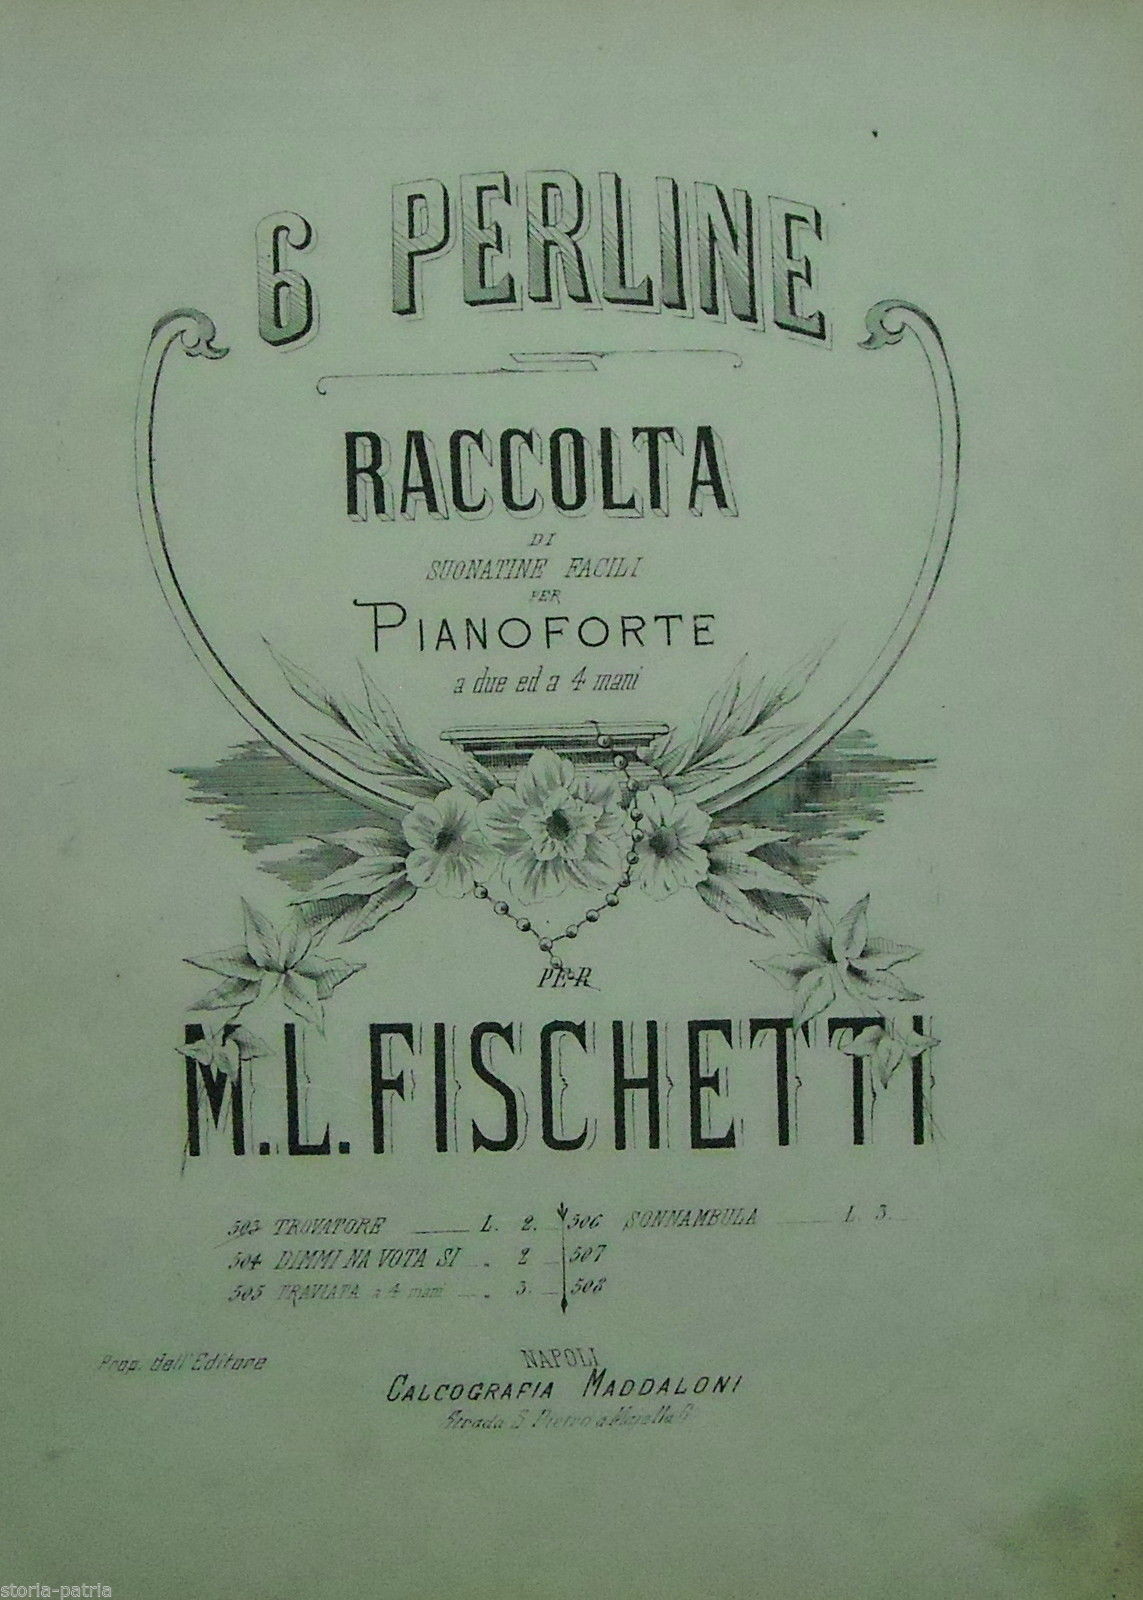 6 PERLINE
RACCOLTA
DI
SUONATINE FACILI
PER
PIANOFORTE
a due ed a 4 mani
PER
M. L. FISCHETTI
503 TROVATORE L. 2.
504 DIMMI NA VOTA SI „ 2
505 TRAVIATA a 4 mani „ 3.
506 SONNAMBULA L. 3.
507
508
Prop. dell'Editore
NAPOLI
CALCOGRAFIA MADDALONI
Strada S. Pietro a Majella 6
storia-patria